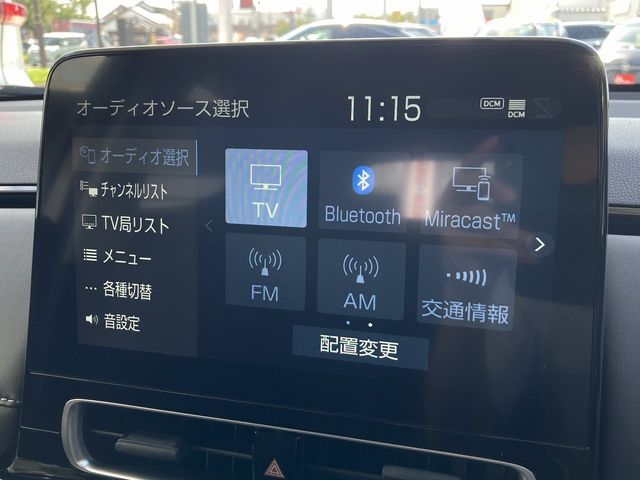 オーディオソース選択
11:15
DCM
DCM
オーディオ選択
チャンネルリスト
TV局リスト
メニュー
各種切替
音設定
TV
Bluetooth
Miracast™
FM
AM
交通情報
配置変更